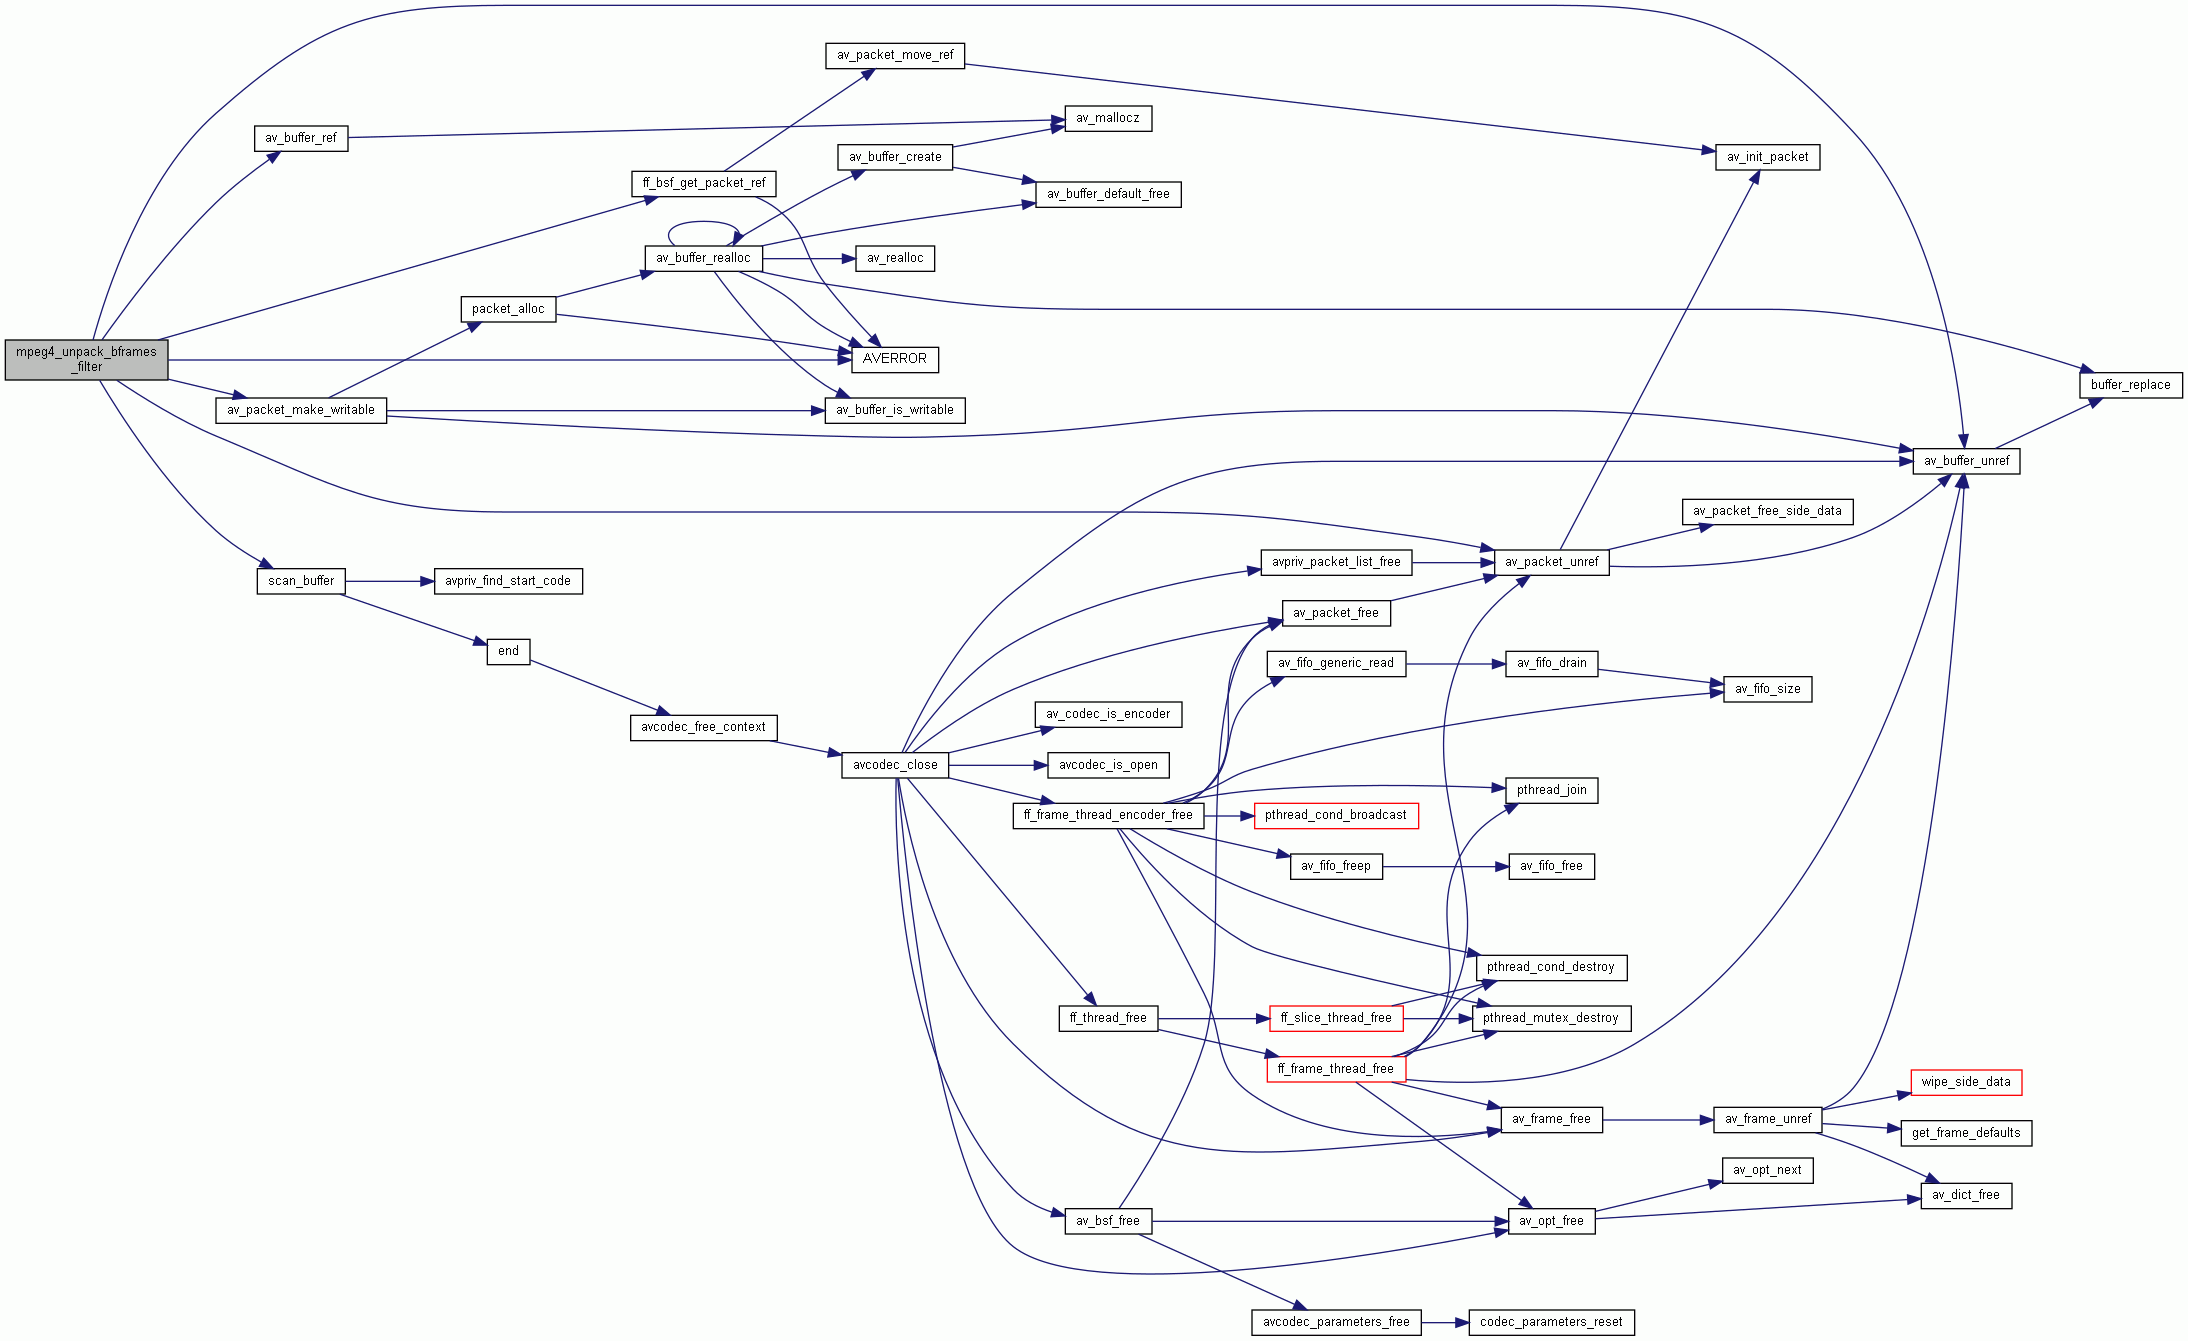 av_packet_move_ref
av_mallocz
av_buffer_ref
av_buffer_create
av_init_packet
ff_bsf_get_packet_ref
av_buffer_default_free
av_buffer_realloc
av_realloc
packet_alloc
mpeg4_unpack_bframes
_filter
AVERROR
buffer_replace
av_packet_make_writable
av_buffer_is_writable
av_buffer_unref
av_packet_free_side_data
avpriv_packet_list_free
av_packet_unref
scan_buffer
avpriv_find_start_code
av_packet_free
end
av_fifo_generic_read
av_fifo_drain
av_fifo_size
av_codec_is_encoder
avcodec_free_context
avcodec_close
avcodec_is_open
pthread_join
ff_frame_thread_encoder_free
pthread_cond_broadcast
av_fifo_freep
av_fifo_free
pthread_cond_destroy
ff_thread_free
ff_slice_thread_free
pthread_mutex_destroy
ff_frame_thread_free
wipe_side_data
av_frame_free
av_frame_unref
get_frame_defaults
av_opt_next
av_dict_free
av_bsf_free
av_opt_free
avcodec_parameters_free
codec_parameters_reset